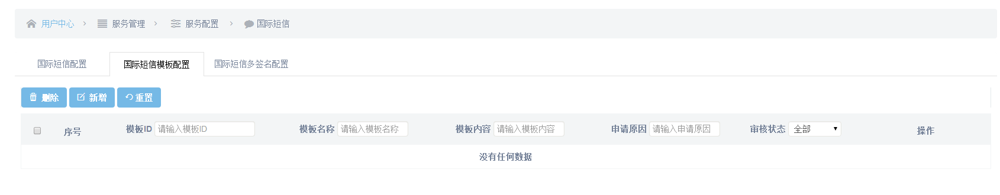 用户中心 > 服务管理 > 服务配置 > 国际短信
国际短信配置 国际短信模板配置 国际短信多签名配置
删除 新增 重置
序号 模板ID 请输入模板ID 模板名称 请输入模板名称 模板内容 请输入模板内容 申请原因 请输入申请原因 审核状态 全部 操作
没有任何数据